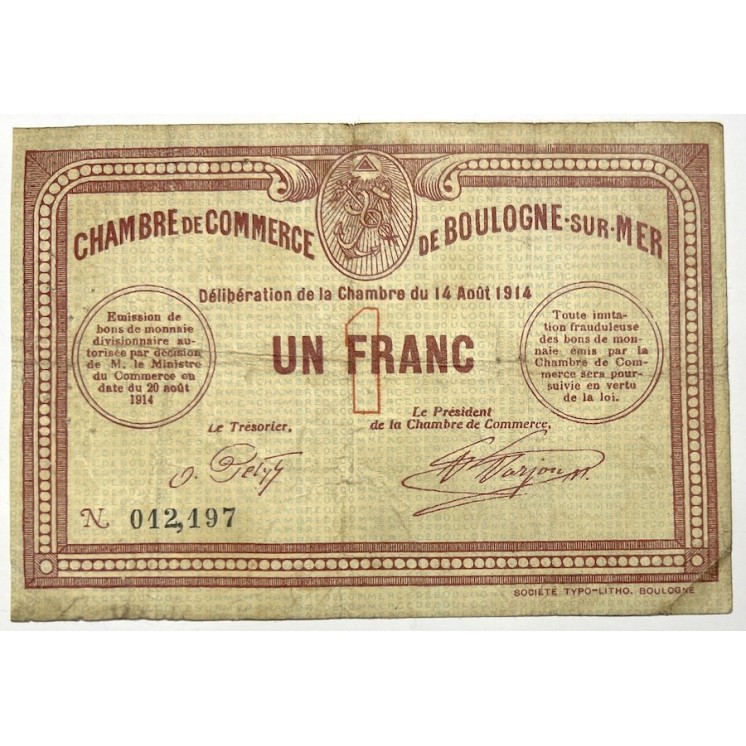 CHAMBRE DE COMMERCE DE BOULOGNE-SUR-MER
Délibération de la Chambre du 14 Août 1914
Emission de
bons de monnaie
divisionnaire au-
torisée par décision
de M. le Ministre
du Commerce en
date du 20 août
1914
1
UN FRANC
Toute imita-
tion frauduleuse
des bons de mon-
naie émis par la
Chambre de Com-
merce sera pour-
suivie en vertu
de la loi.
Le Trésorier,
Le Président
de la Chambre de Commerce,
N. 012,197
SOCIÉTÉ TYPO-LITHO. BOULOGNE